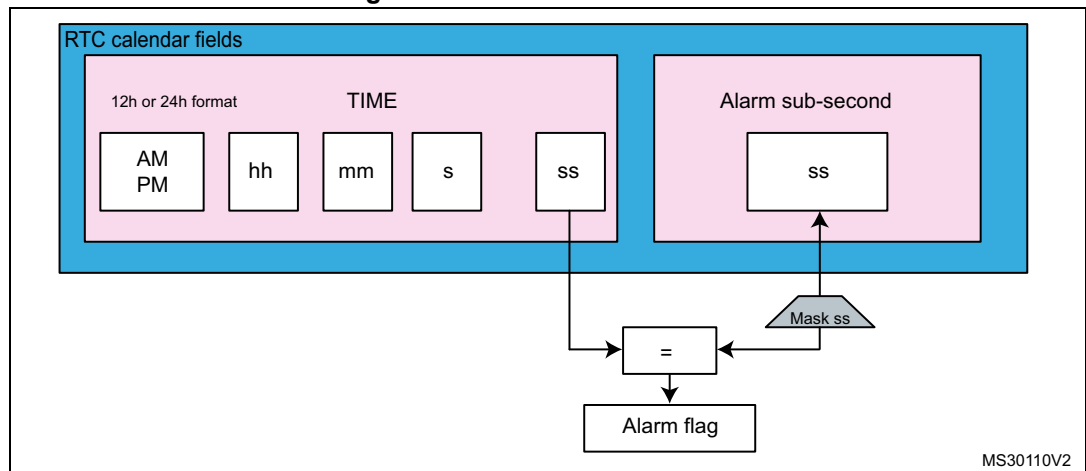 RTC calendar fields
12h or 24h format
TIME
Alarm sub-second
AM
PM
hh
mm
s
ss
ss
Mask ss
=
Alarm flag
MS30110V2